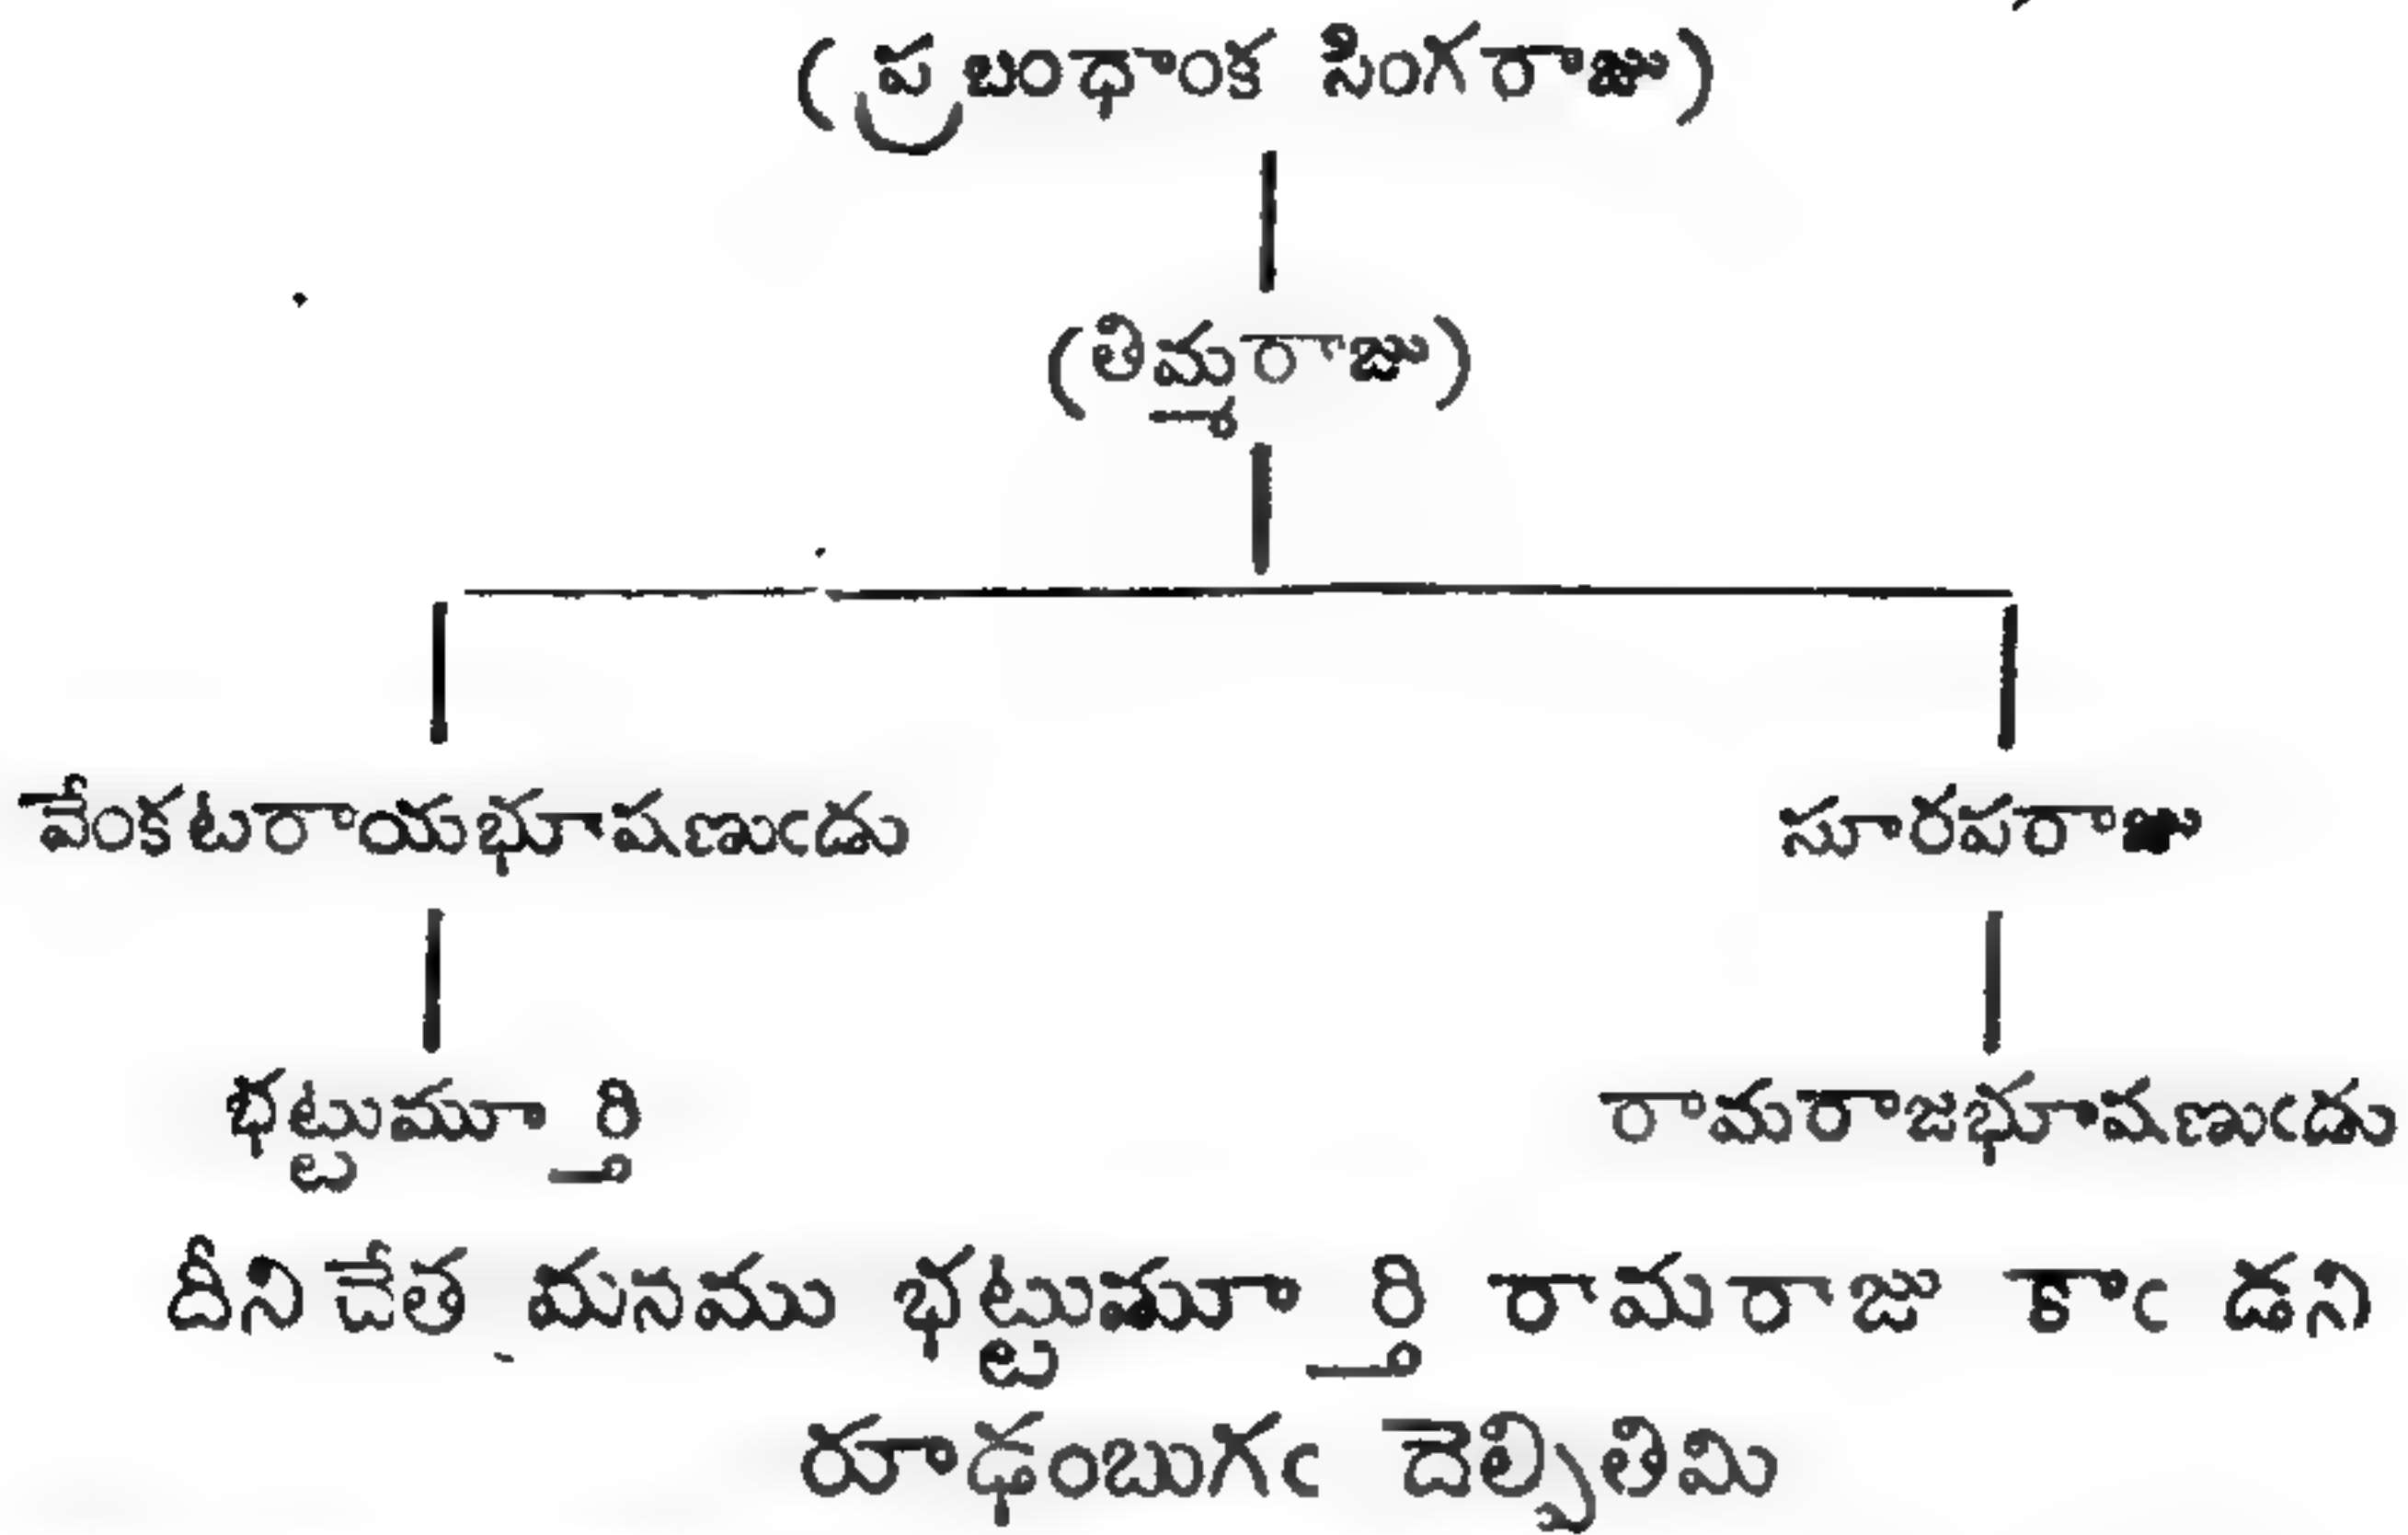 (ప్రబంధాంక సింగరాజు)
(తిమ్మరాజు)
వేంకటరాయభూషణుఁడు సూరపరాజు
భట్టుమూర్తి రామరాజభూషణుఁడు
దీనిచేత మనము భట్టుమూర్తి రామరాజు కాఁ డని
రూఢంబుగఁ దెల్పితిమి